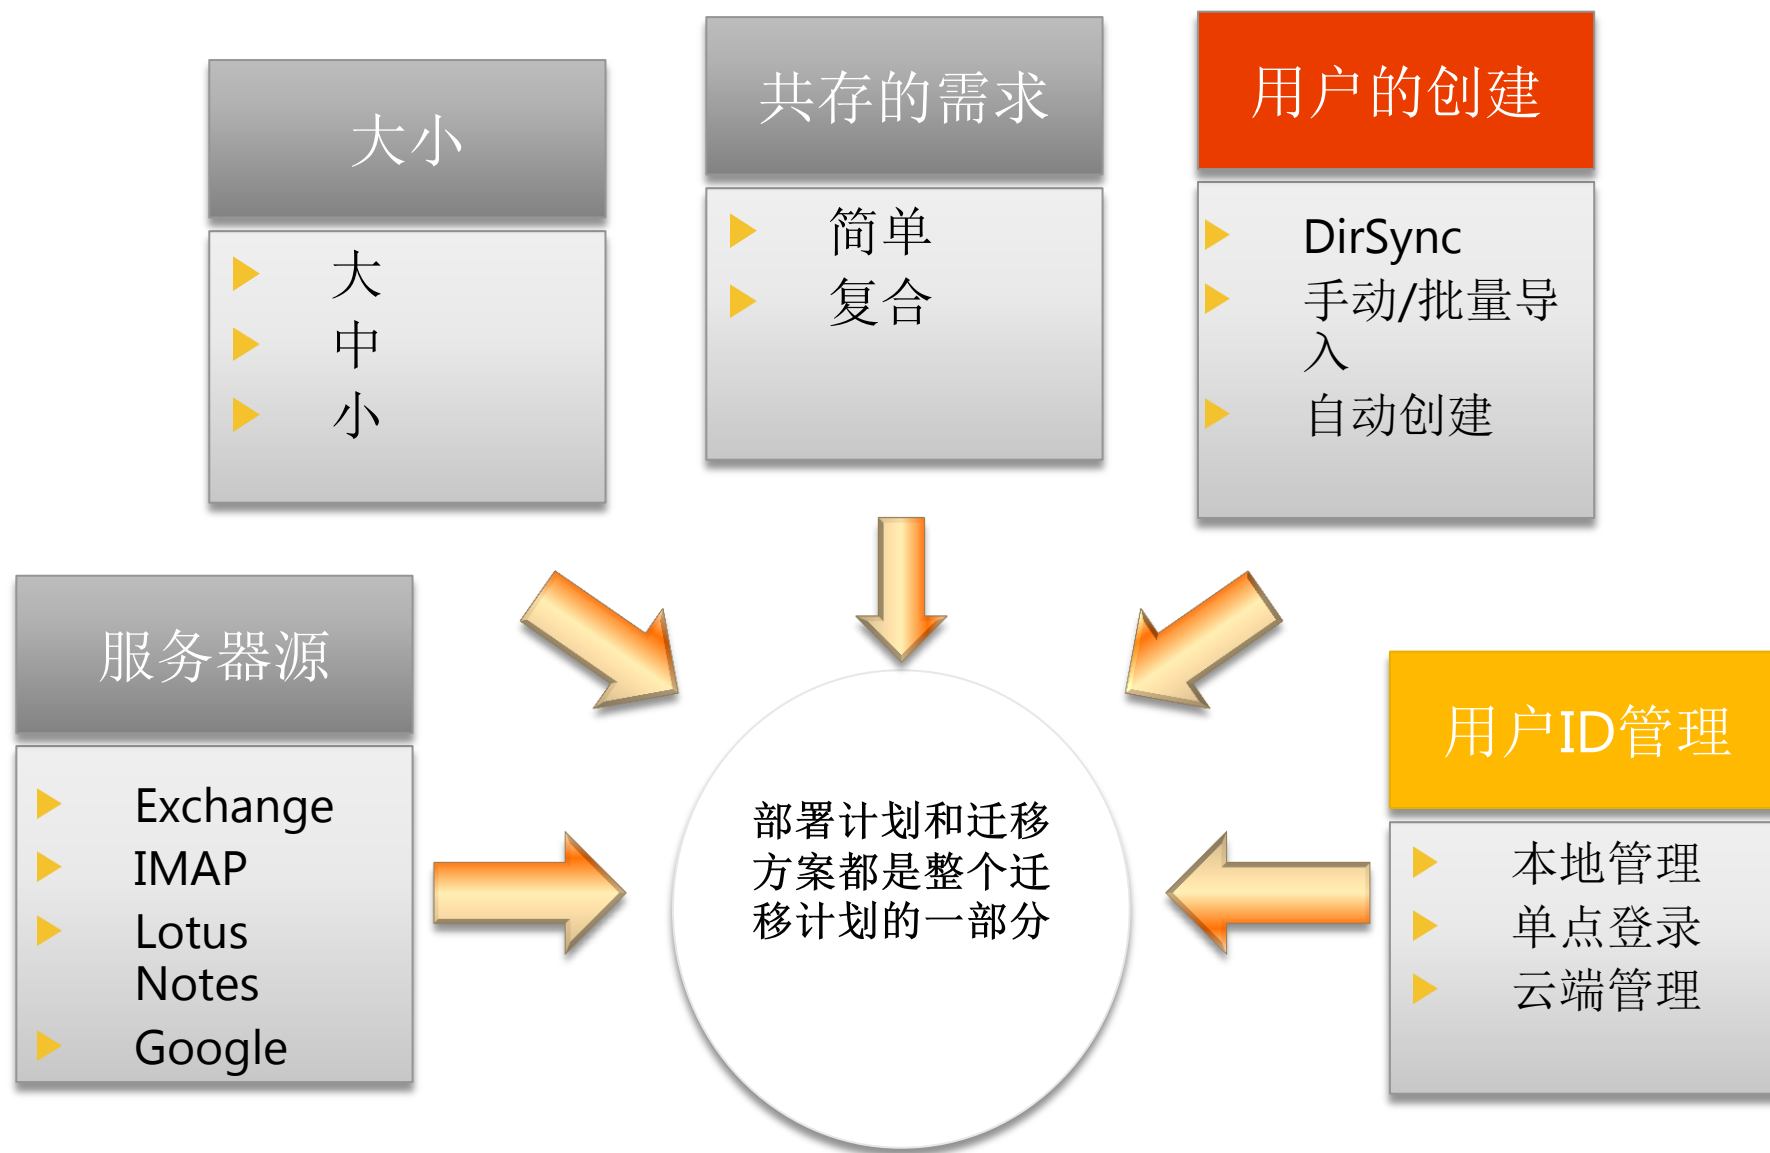 大小
大
中
小
共存的需求
简单
复合
用户的创建
DirSync
手动/批量导
入
自动创建
服务器源
Exchange
IMAP
Lotus
Notes
Google
部署计划和迁移
方案都是整个迁
移计划的一部分
用户ID管理
本地管理
单点登录
云端管理